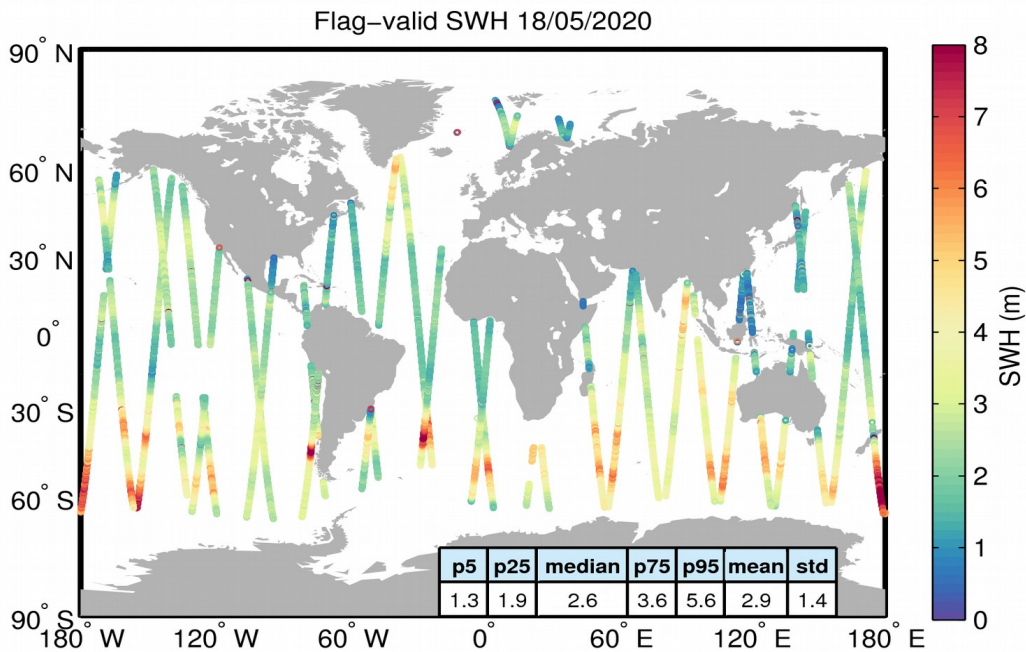 Flag−valid SWH 18/05/2020
90° N
60° N
30° N
0°
30° S
60° S
90° S
180° W
120° W
60° W
0°
60° E
120° E
180° E
8
7
6
5
4
3
2
1
0
SWH (m)
p5 p25 median p75 p95 mean std
1.3 1.9 2.6 3.6 5.6 2.9 1.4